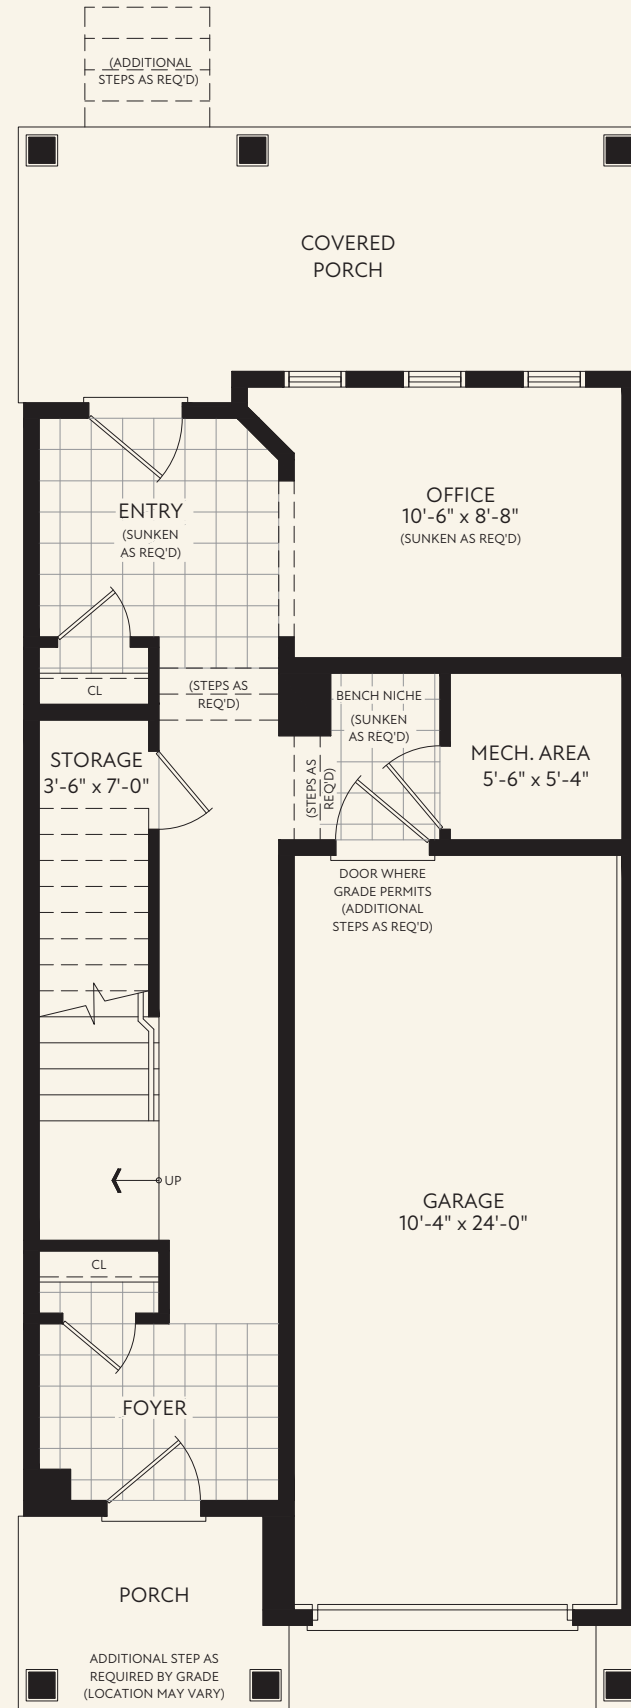 (ADDITIONAL
STEPS AS REQ'D)
COVERED
PORCH
OFFICE
10'-6" x 8'-8"
(SUNKEN AS REQ'D)
ENTRY
(SUNKEN
AS REQ'D)
CL
(STEPS AS
REQ'D)
BENCH NICHE
(SUNKEN
AS REQ'D)
STORAGE
3'-6" x 7'-0"
(STEPS AS
REQ'D)
MECH. AREA
5'-6" x 5'-4"
DOOR WHERE
GRADE PERMITS
(ADDITIONAL
STEPS AS REQ'D)
UP
GARAGE
10'-4" x 24'-0"
CL
FOYER
PORCH
ADDITIONAL STEP AS
REQUIRED BY GRADE
(LOCATION MAY VARY)